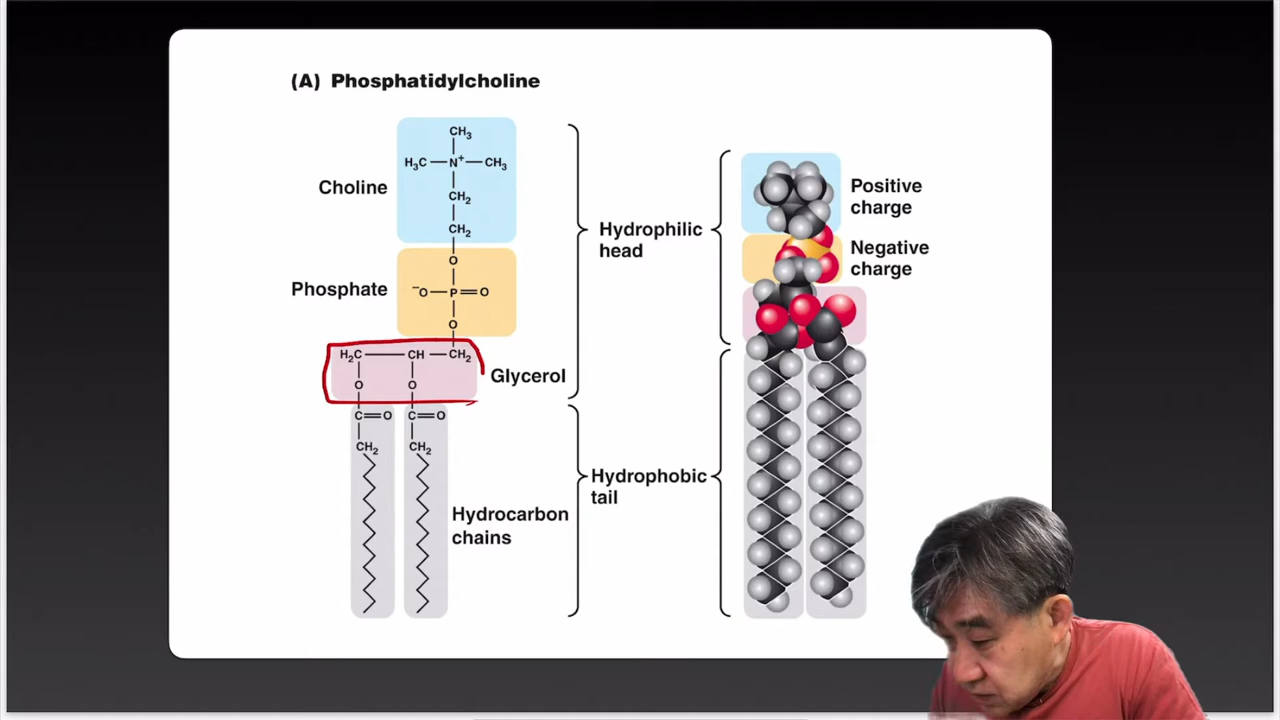 (A) Phosphatidylcholine
CH₃
H₃C—N⁺—CH₃
CH₂
CH₂
Choline
O
⁻O—P=O
O
Phosphate
H₂C—CH—CH₂
O O
Glycerol
C=O C=O
CH₂ CH₂
Hydrocarbon
chains
Hydrophilic
head
Hydrophobic
tail
Positive
charge
Negative
charge